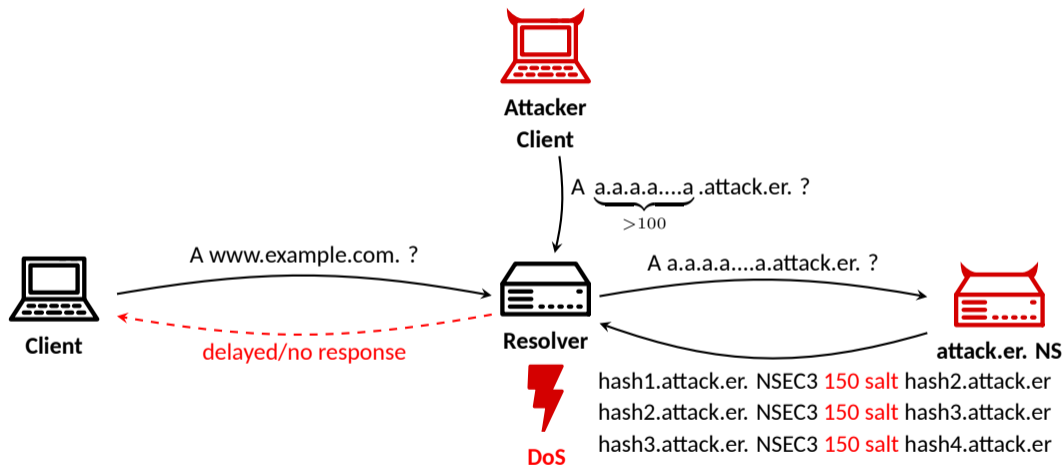 Attacker
Client
A a.a.a.a....a .attack.er. ?
>100
A www.example.com. ?
A a.a.a.a....a.attack.er. ?
Client
delayed/no response
Resolver
attack.er. NS
hash1.attack.er. NSEC3 150 salt hash2.attack.er
hash2.attack.er. NSEC3 150 salt hash3.attack.er
hash3.attack.er. NSEC3 150 salt hash4.attack.er
DoS